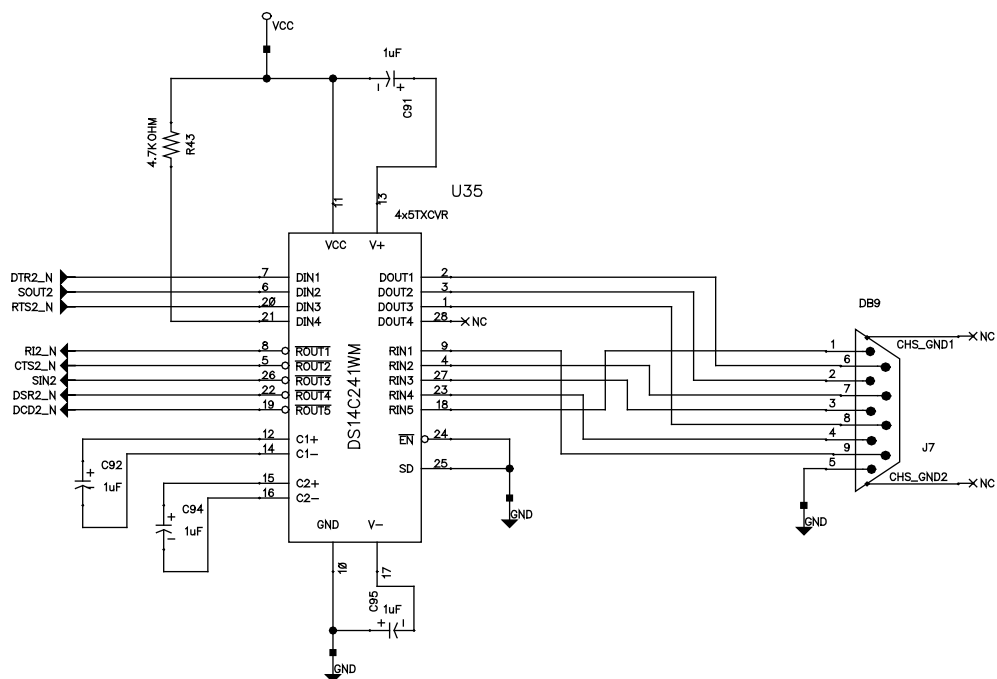 VCC
1uF
C91
4.7KOHM
R43
U35
11
13
4x5TXCVR
VCC
V+
DTR2_N
7
DIN1
DOUT1
2
SOUT2
6
DIN2
DOUT2
3
RTS2_N
20
DIN3
DOUT3
1
21
DIN4
DOUT4
28
NC
RI2_N
8
ROUT1
RIN1
9
CTS2_N
5
ROUT2
RIN2
4
SIN2
26
ROUT3
RIN3
27
DSR2_N
22
ROUT4
RIN4
23
DCD2_N
19
ROUT5
RIN5
18
DS14C241WM
12
C1+
EN
24
14
C1-
C92
1uF
SD
25
15
C2+
16
C2-
C94
1uF
GND
GND
V-
10
17
C95
1uF
GND
DB9
CHS_GND1
NC
1
6
2
7
3
8
4
9
5
J7
CHS_GND2
NC
GND